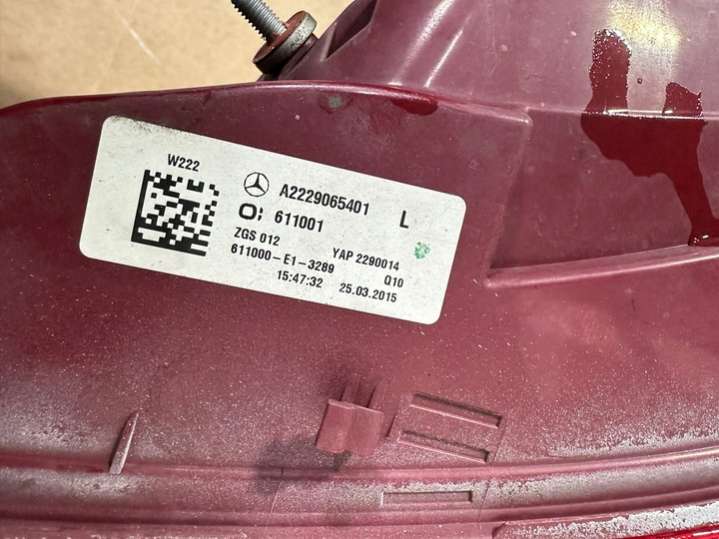 W222
A2229065401 L
O; 611001
ZGS 012 YAP 2290014
611000-E1-3289 Q10
15:47:32 25.03.2015